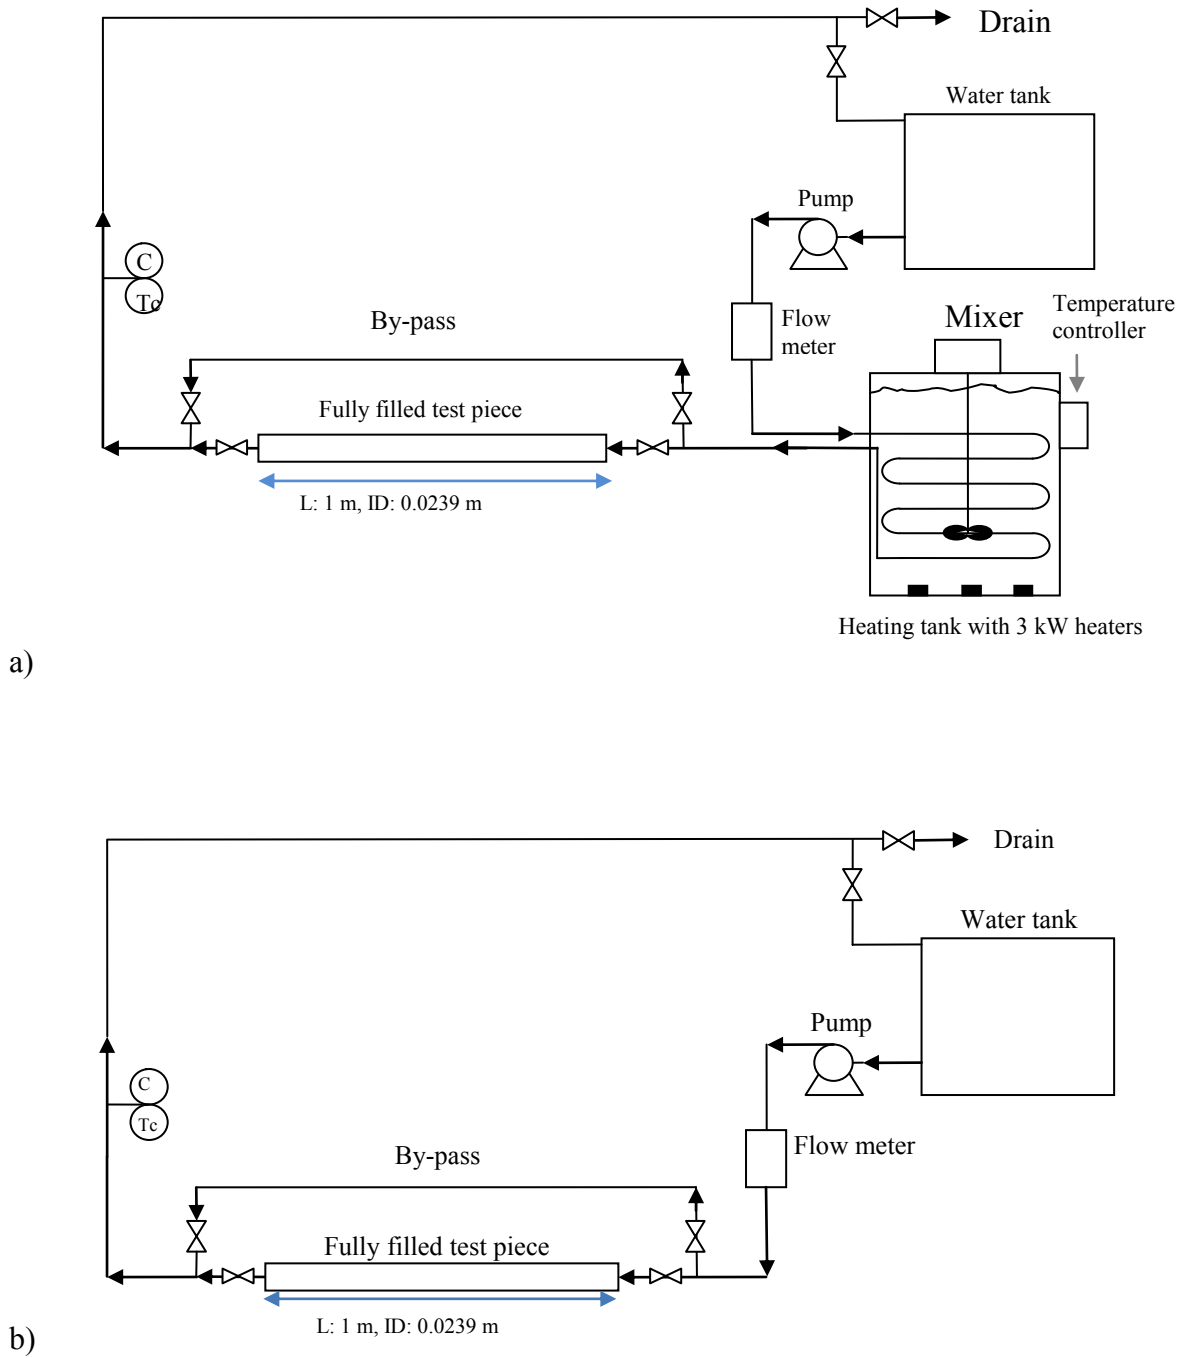 Drain
Water tank
Pump
C
Tc
By-pass
Flow
meter
Mixer
Temperature
controller
Fully filled test piece
L: 1 m, ID: 0.0239 m
Heating tank with 3 kW heaters
a)
Drain
Water tank
Pump
C
Tc
Flow meter
By-pass
Fully filled test piece
L: 1 m, ID: 0.0239 m
b)